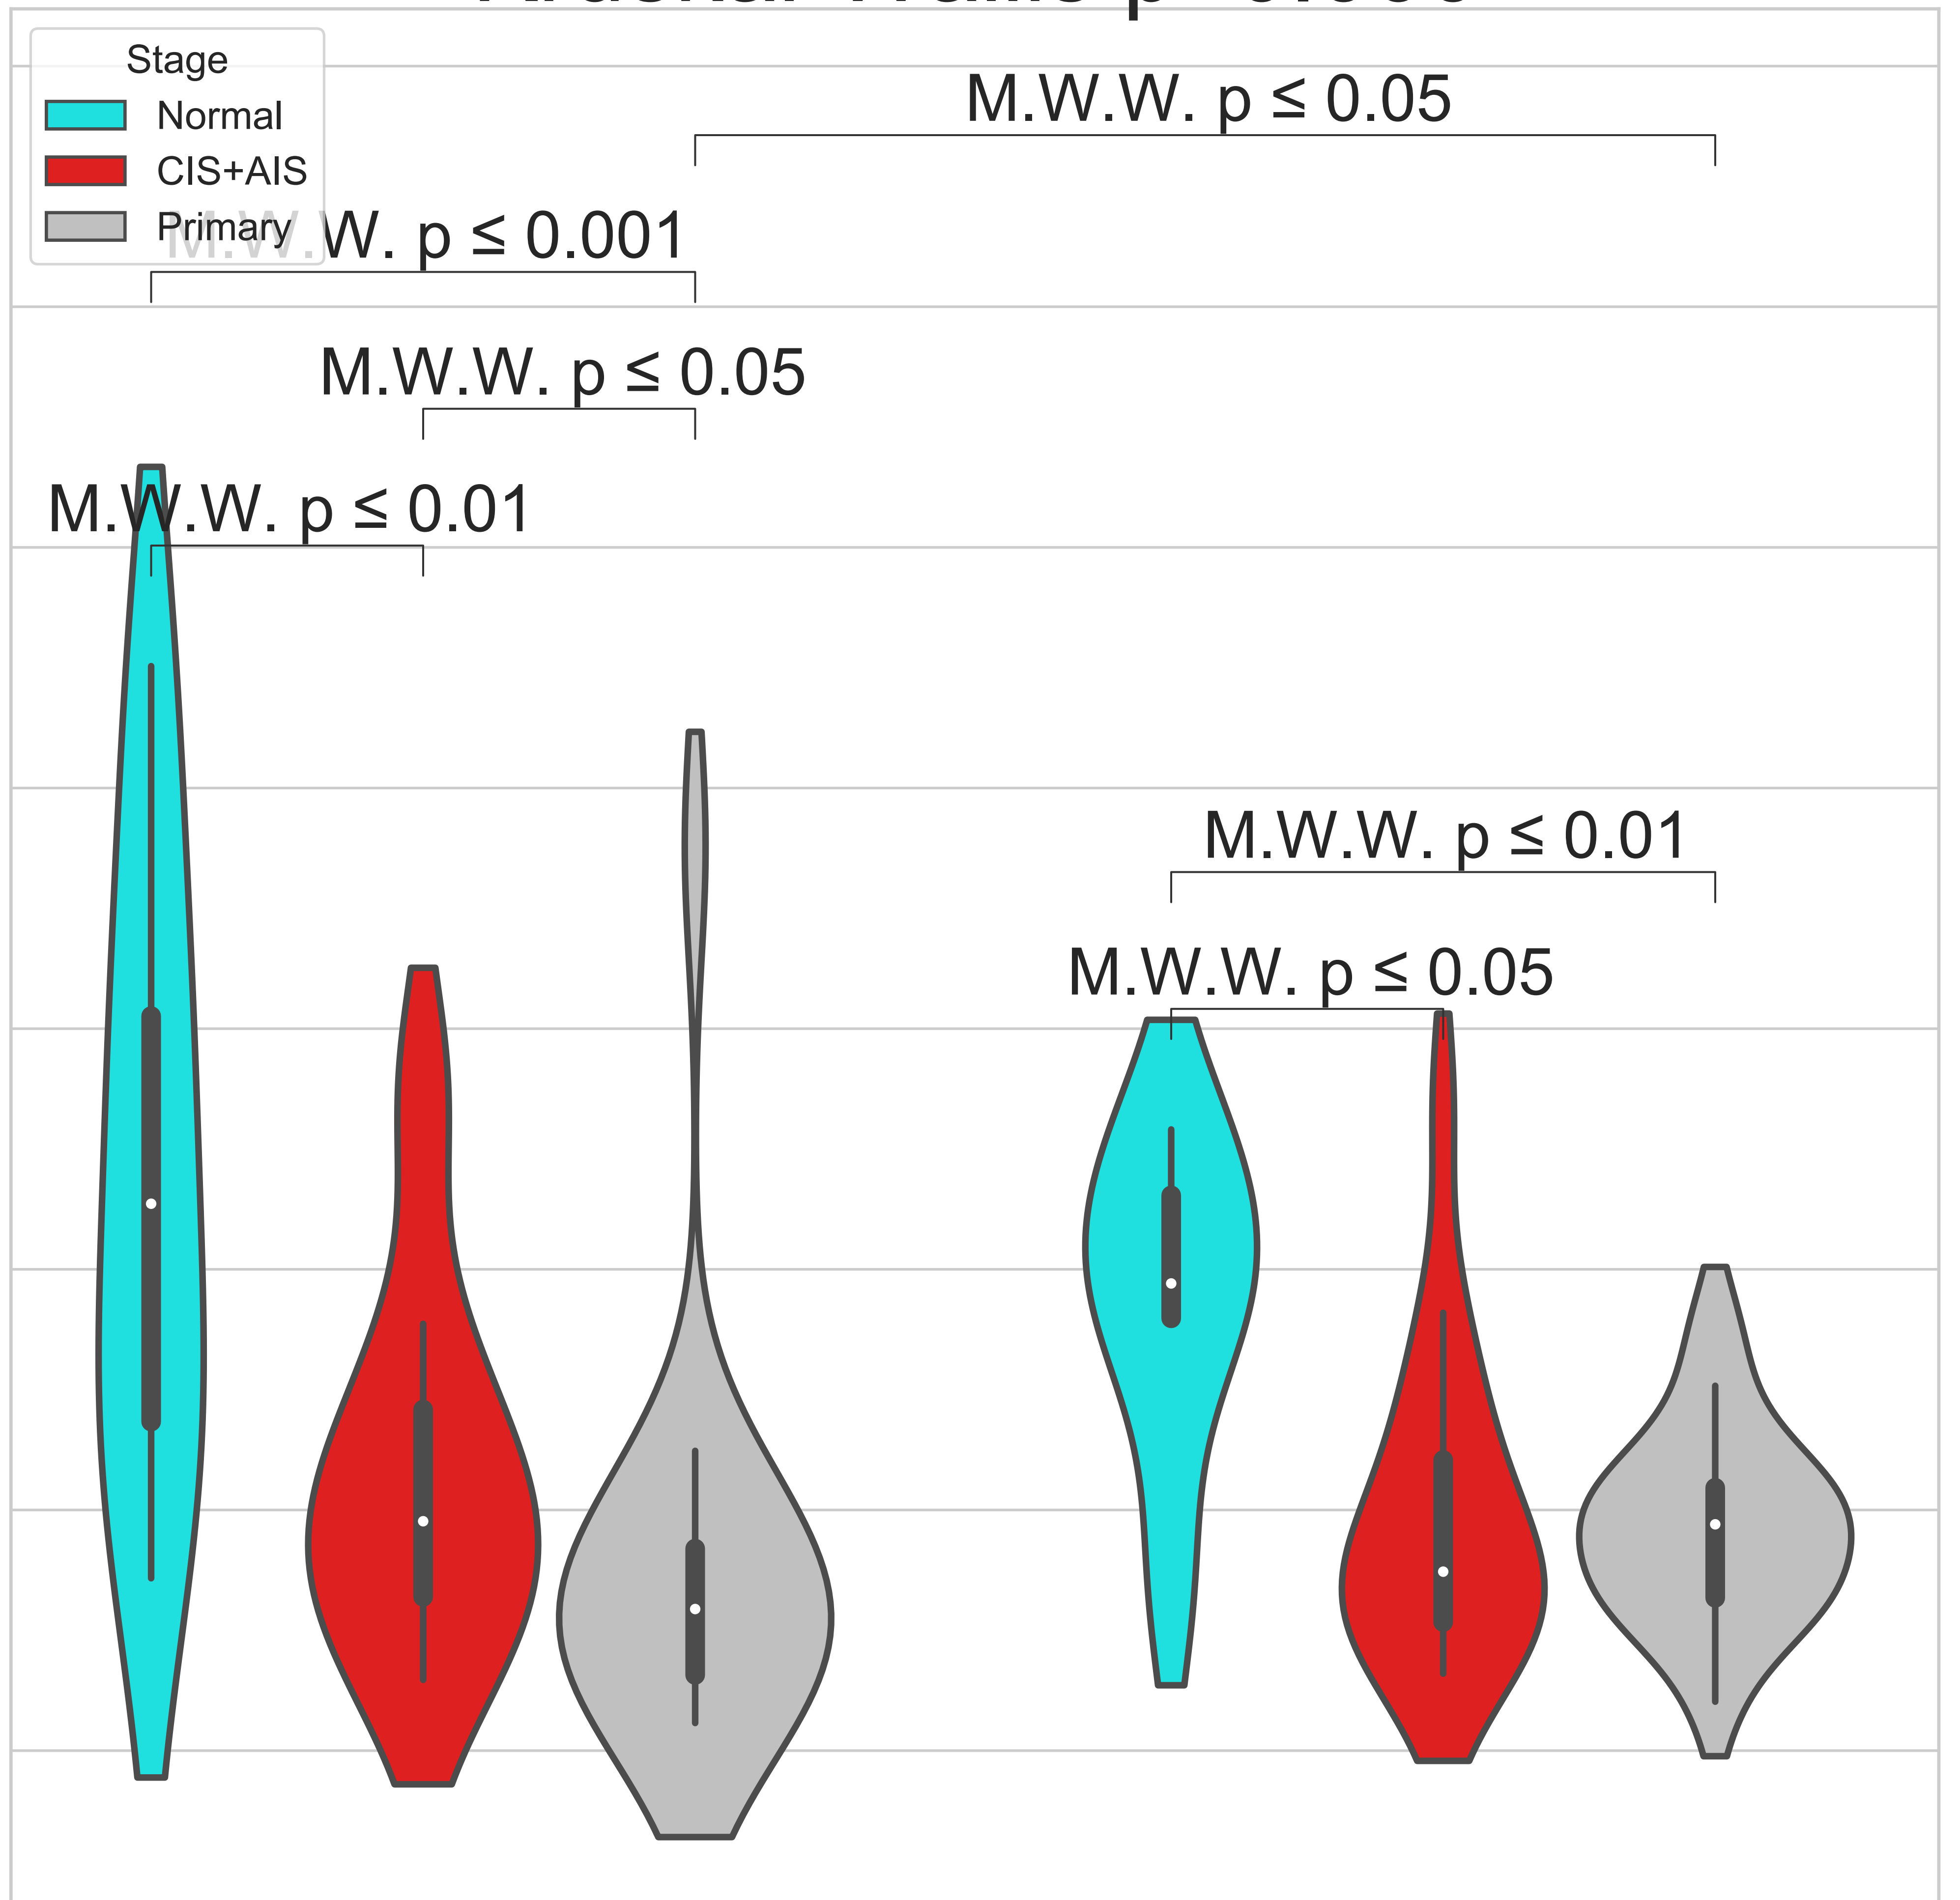 Stage
Normal
CIS+AIS
Primary
M.W.W. p ≤ 0.05
M.W.W. p ≤ 0.001
M.W.W. p ≤ 0.05
M.W.W. p ≤ 0.01
M.W.W. p ≤ 0.01
M.W.W. p ≤ 0.05